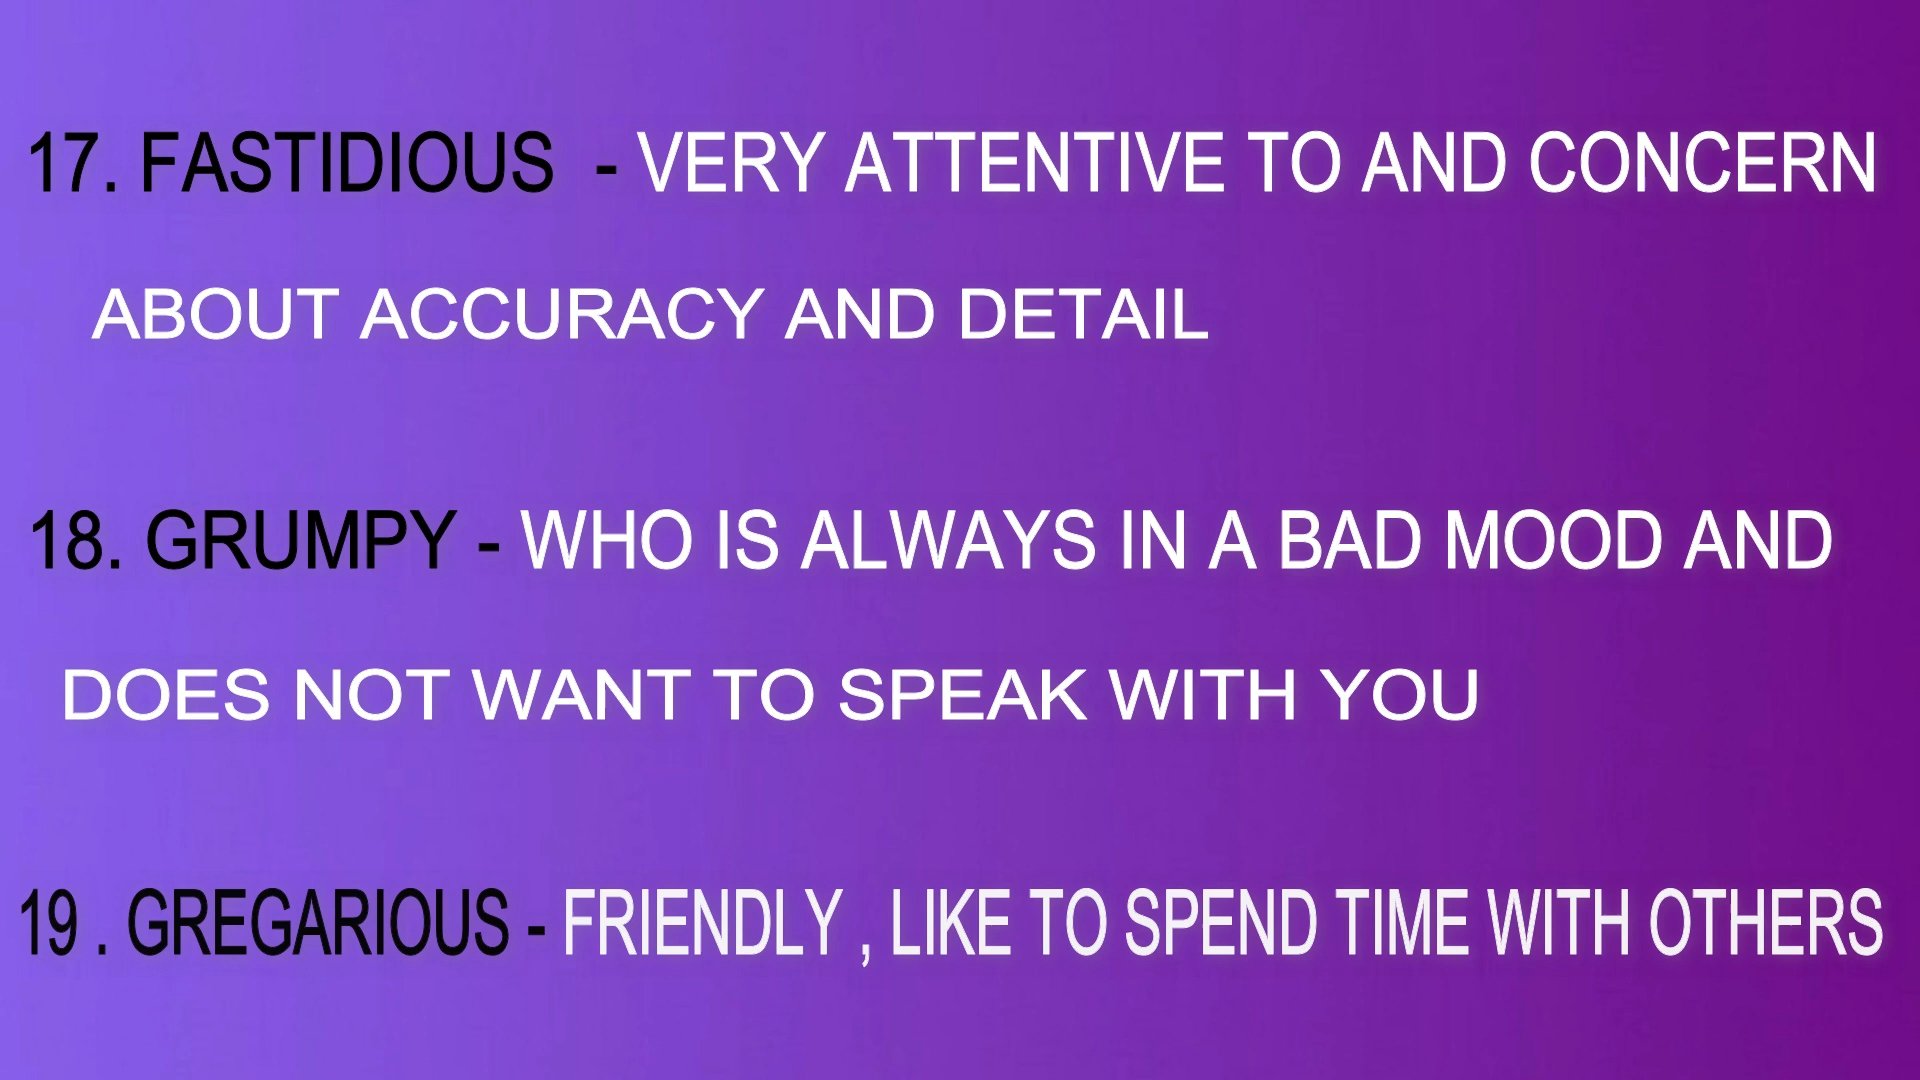 17. FASTIDIOUS - VERY ATTENTIVE TO AND CONCERN
ABOUT ACCURACY AND DETAIL
18. GRUMPY - WHO IS ALWAYS IN A BAD MOOD AND
DOES NOT WANT TO SPEAK WITH YOU
19 . GREGARIOUS - FRIENDLY , LIKE TO SPEND TIME WITH OTHERS